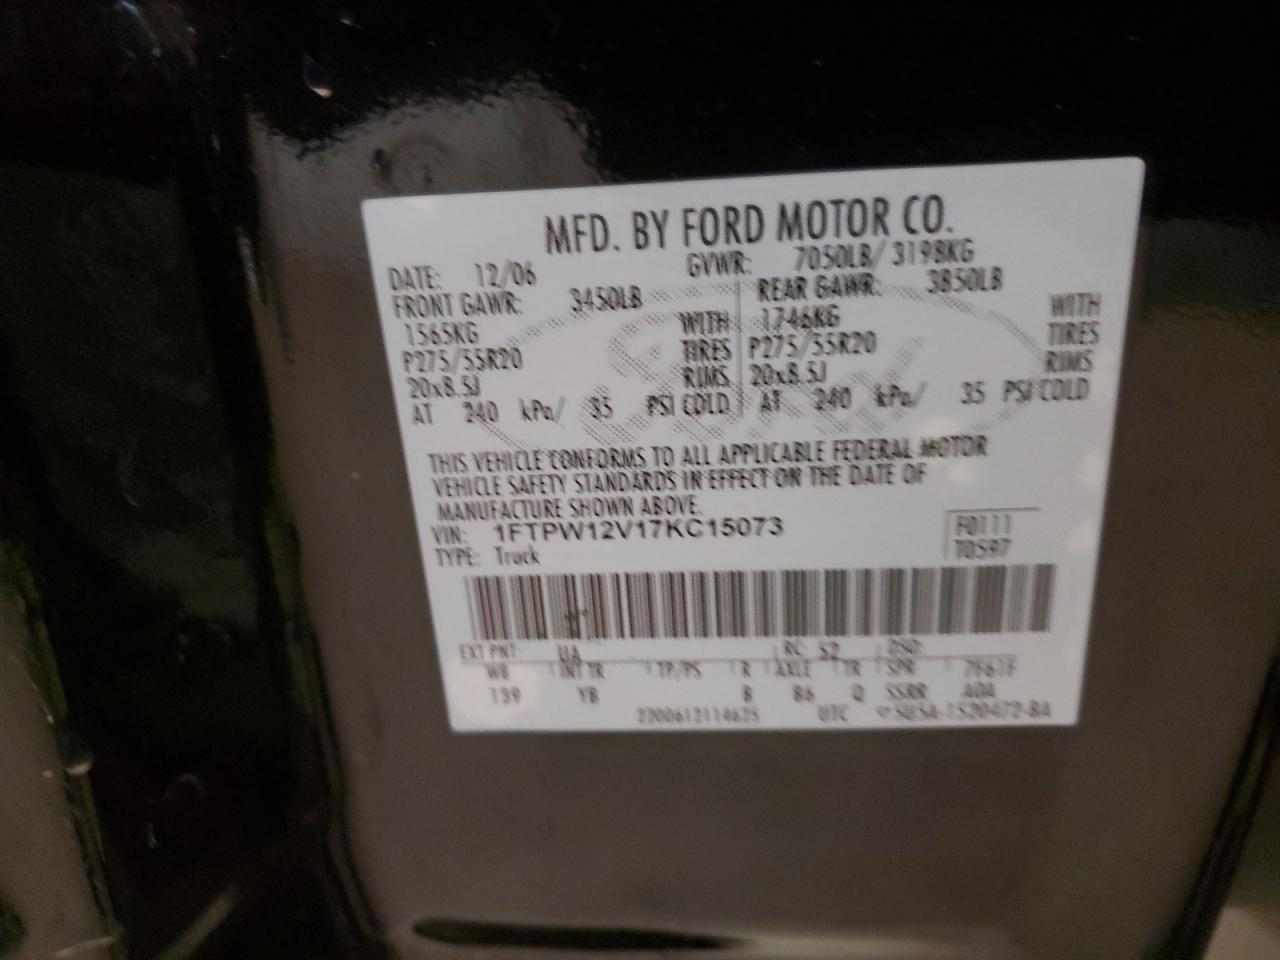 MFD. BY FORD MOTOR CO.
DATE: 12/06 GVWR: 7050LB/ 3198KG
FRONT GAWR: 3450LB REAR GAWR: 3850LB
1565KG WITH 1746KG WITH
P275/55R20 TIRES P275/55R20 TIRES
20x8.5J RIMS 20x8.5J RIMS
AT 240 kPa/ 35 PSI COLD AT 240 kPa/ 35 PSI COLD
THIS VEHICLE CONFORMS TO ALL APPLICABLE FEDERAL MOTOR
VEHICLE SAFETY STANDARDS IN EFFECT ON THE DATE OF
MANUFACTURE SHOWN ABOVE.
VIN: 1FTPW12V17KC15073 F0111
TYPE: Truck T0597
EXT PNT: UA RC: 52 DSO:
WB INT TR TP/PS R AXLE TR SPR 7F61F
139 YB B B6 Q SSRR A0A
2200612114625 UTC 5U5A-1520472-BA